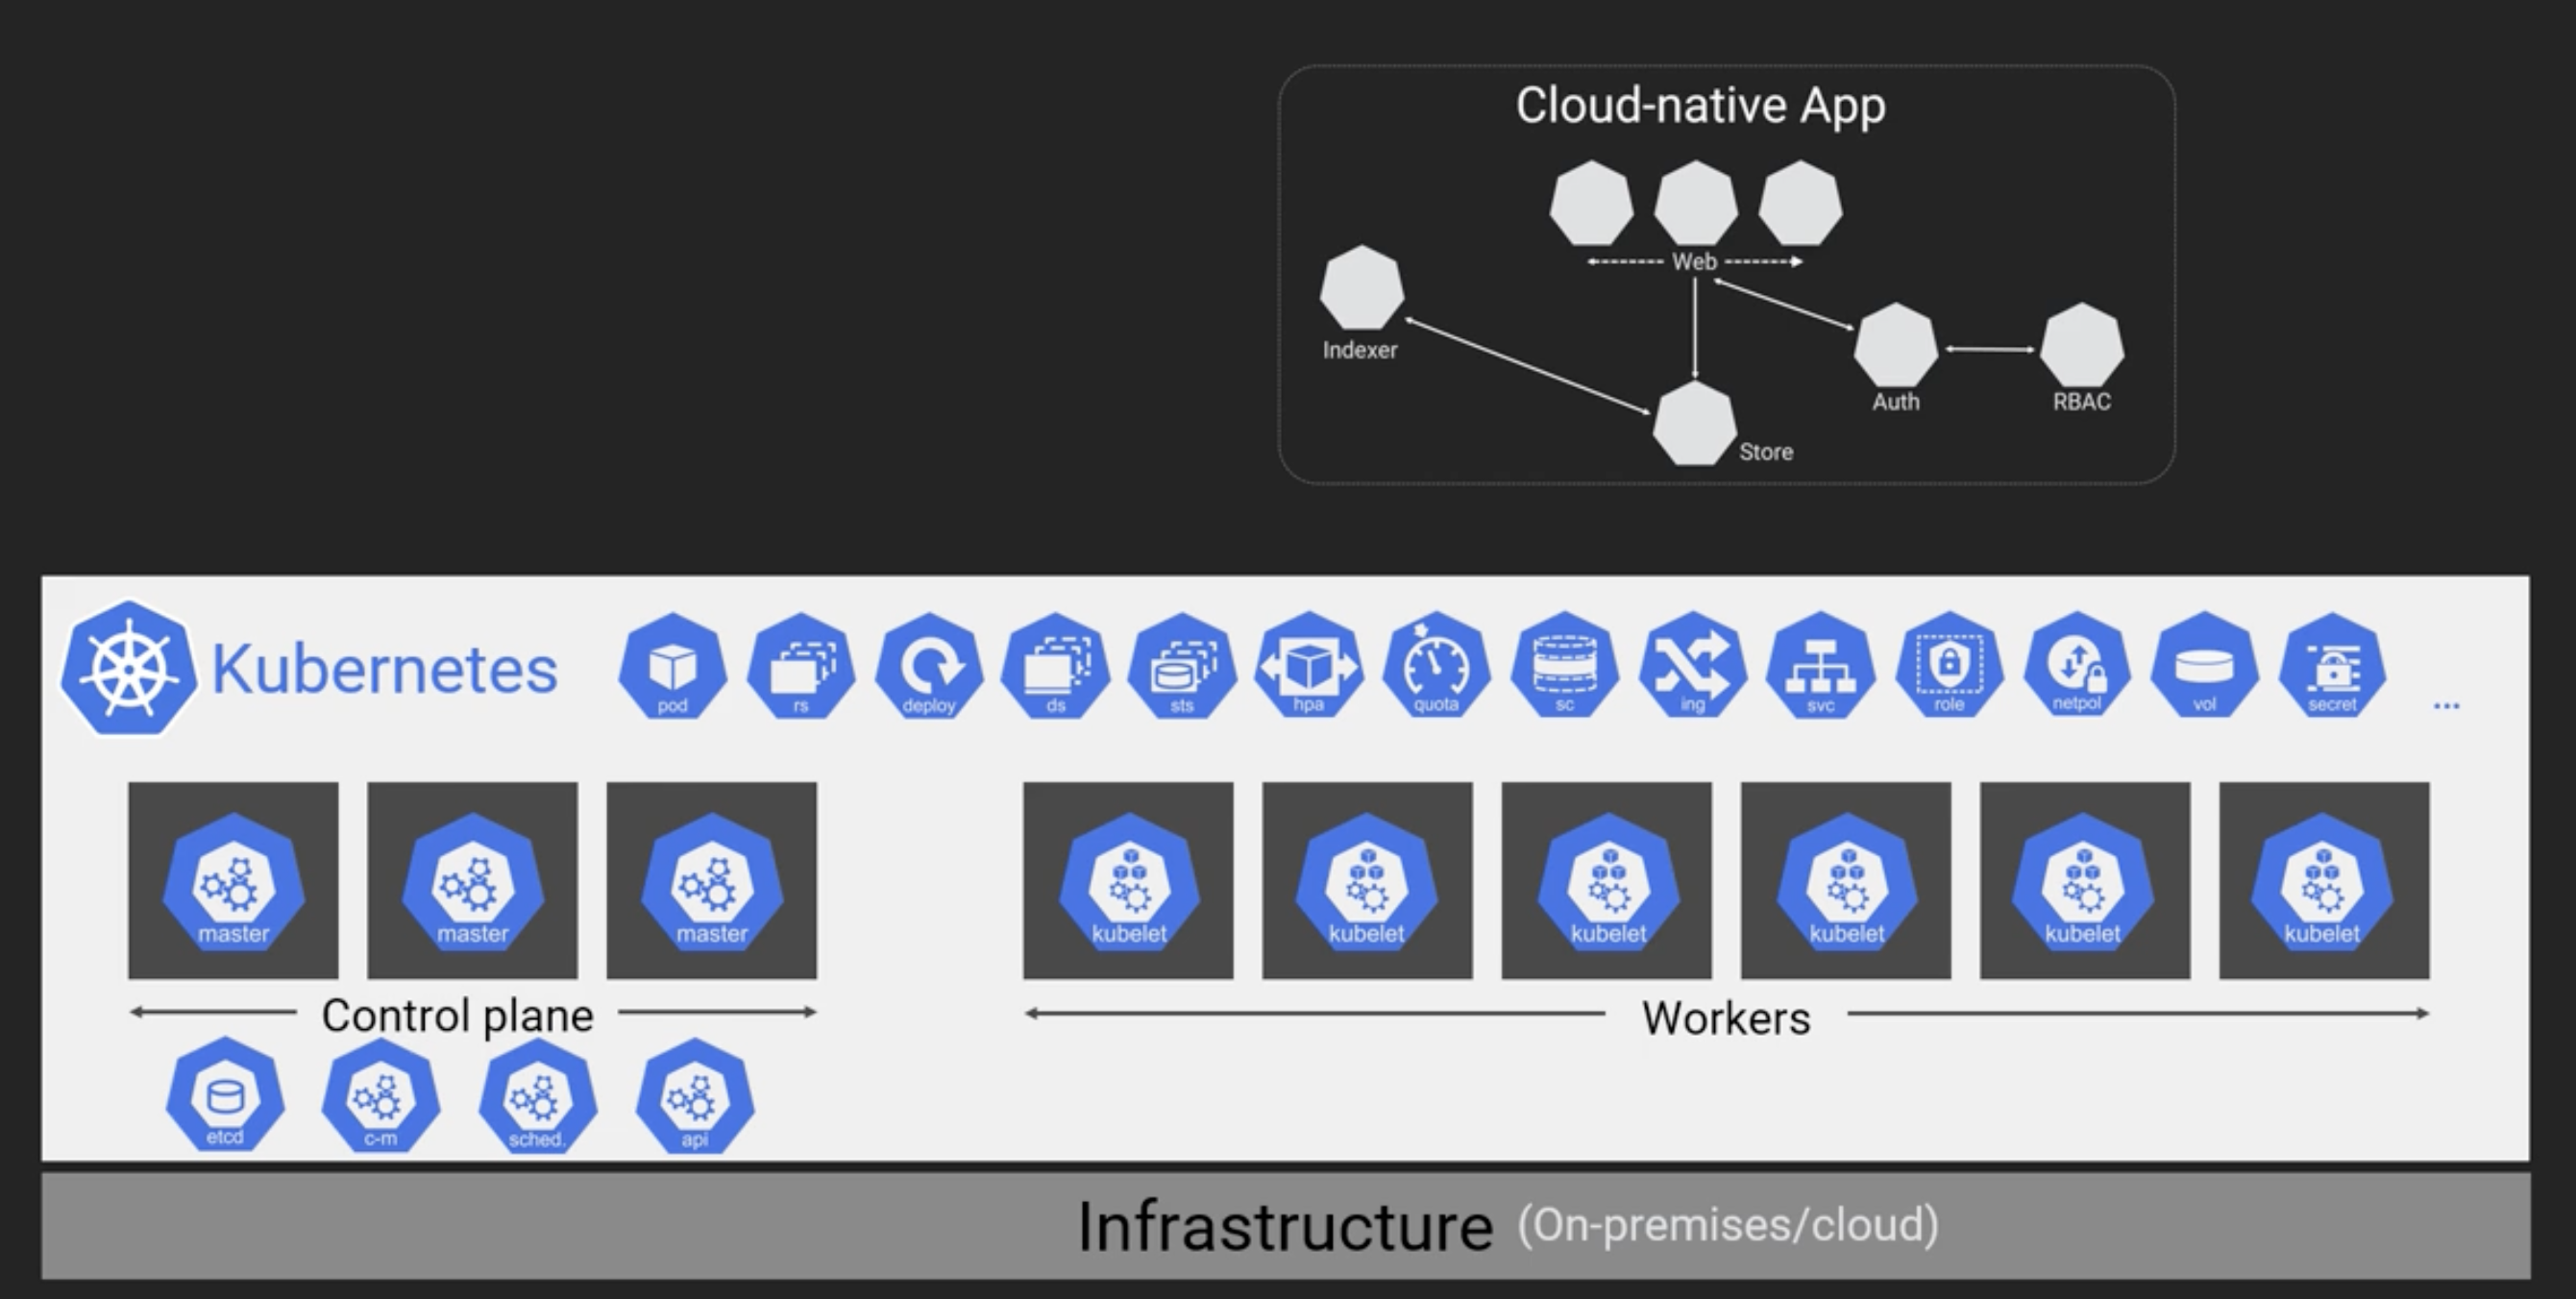 Cloud-native App
Web
Indexer
Auth
RBAC
Store
Kubernetes
pod
rs
deploy
ds
sts
hpa
quota
sc
ing
svc
role
netpol
vol
secret
...
master
master
master
kubelet
kubelet
kubelet
kubelet
kubelet
kubelet
Control plane
Workers
etcd
c-m
sched.
api
Infrastructure (On-premises/cloud)